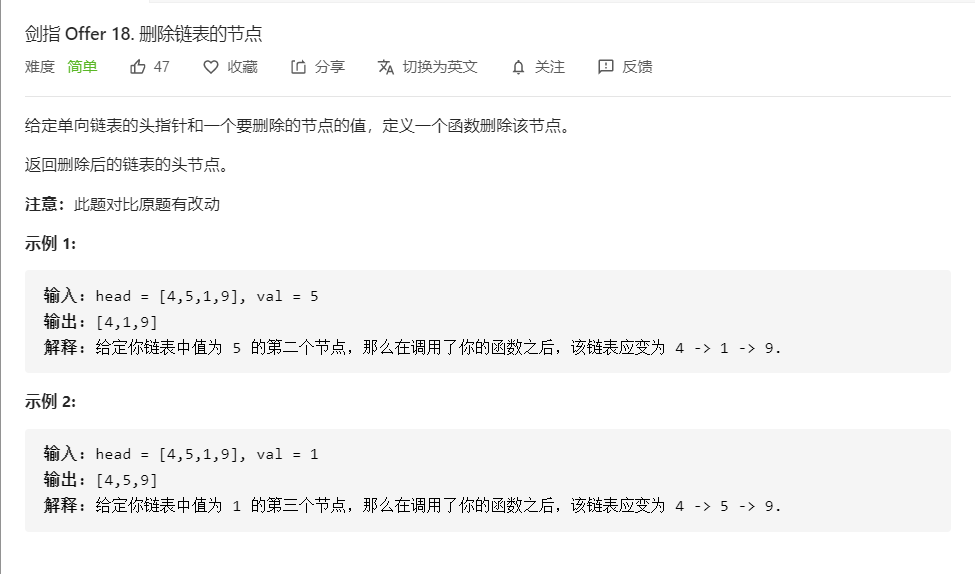 剑指 Offer 18. 删除链表的节点
难度 简单 47 收藏 分享 切换为英文 关注 反馈
给定单向链表的头指针和一个要删除的节点的值，定义一个函数删除该节点。
返回删除后的链表的头节点。
注意：此题对比原题有改动
示例 1:
输入：head = [4,5,1,9], val = 5
输出：[4,1,9]
解释：给定你链表中值为 5 的第二个节点，那么在调用了你的函数之后，该链表应变为 4 -> 1 -> 9.
示例 2:
输入：head = [4,5,1,9], val = 1
输出：[4,5,9]
解释：给定你链表中值为 1 的第三个节点，那么在调用了你的函数之后，该链表应变为 4 -> 5 -> 9.